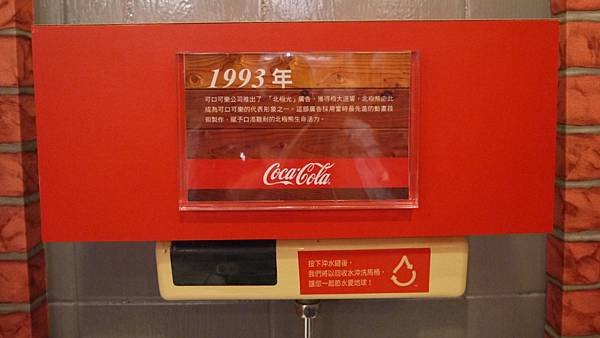 1993年
可口可樂公司推出了「北極光」廣告，獲得極大迴響，北極熊從此
成為可口可樂的代表形象之一。這部廣告採用當時最先進的動畫技
術製作，賦予口渴難耐的北極熊生命活力。
Coca-Cola
按下沖水鍵後，
我們將以回收水沖洗馬桶，
讓您一起節水愛地球！